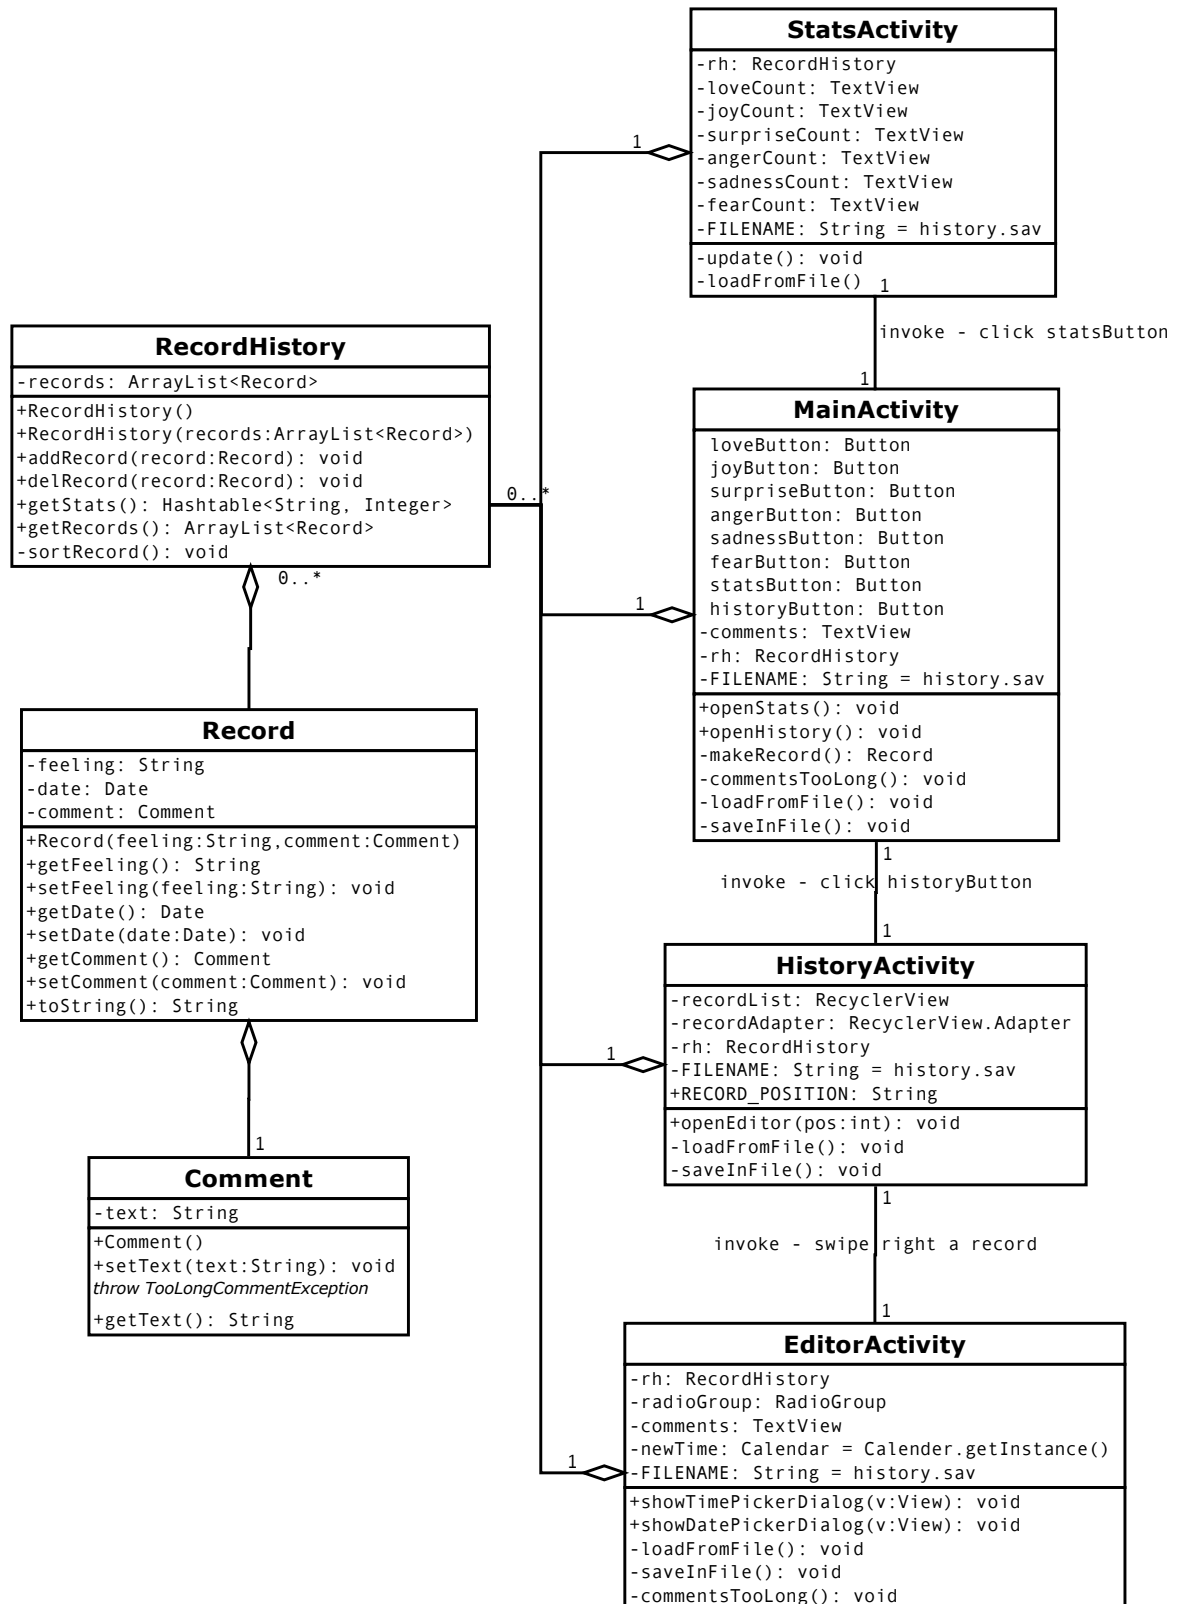 StatsActivity
-rh: RecordHistory
-loveCount: TextView
-joyCount: TextView
-surpriseCount: TextView
-angerCount: TextView
-sadnessCount: TextView
-fearCount: TextView
-FILENAME: String = history.sav
-update(): void
-loadFromFile()
1
1
invoke - click statsButton
1
RecordHistory
-records: ArrayList<Record>
+RecordHistory()
+RecordHistory(records:ArrayList<Record>)
+addRecord(record:Record): void
+delRecord(record:Record): void
+getStats(): Hashtable<String, Integer>
+getRecords(): ArrayList<Record>
-sortRecord(): void
0..*
0..*
MainActivity
loveButton: Button
joyButton: Button
surpriseButton: Button
angerButton: Button
sadnessButton: Button
fearButton: Button
statsButton: Button
historyButton: Button
-comments: TextView
-rh: RecordHistory
-FILENAME: String = history.sav
+openStats(): void
+openHistory(): void
-makeRecord(): Record
-commentsTooLong(): void
-loadFromFile(): void
-saveInFile(): void
1
1
invoke - click historyButton
1
Record
-feeling: String
-date: Date
-comment: Comment
+Record(feeling:String,comment:Comment)
+getFeeling(): String
+setFeeling(feeling:String): void
+getDate(): Date
+setDate(date:Date): void
+getComment(): Comment
+setComment(comment:Comment): void
+toString(): String
1
HistoryActivity
-recordList: RecyclerView
-recordAdapter: RecyclerView.Adapter
-rh: RecordHistory
-FILENAME: String = history.sav
+RECORD_POSITION: String
+openEditor(pos:int): void
-loadFromFile(): void
-saveInFile(): void
1
1
invoke - swipe right a record
1
Comment
-text: String
+Comment()
+setText(text:String): void
throw TooLongCommentException
+getText(): String
EditorActivity
-rh: RecordHistory
-radioGroup: RadioGroup
-comments: TextView
-newTime: Calendar = Calender.getInstance()
-FILENAME: String = history.sav
+showTimePickerDialog(v:View): void
+showDatePickerDialog(v:View): void
-loadFromFile(): void
-saveInFile(): void
-commentsTooLong(): void
1